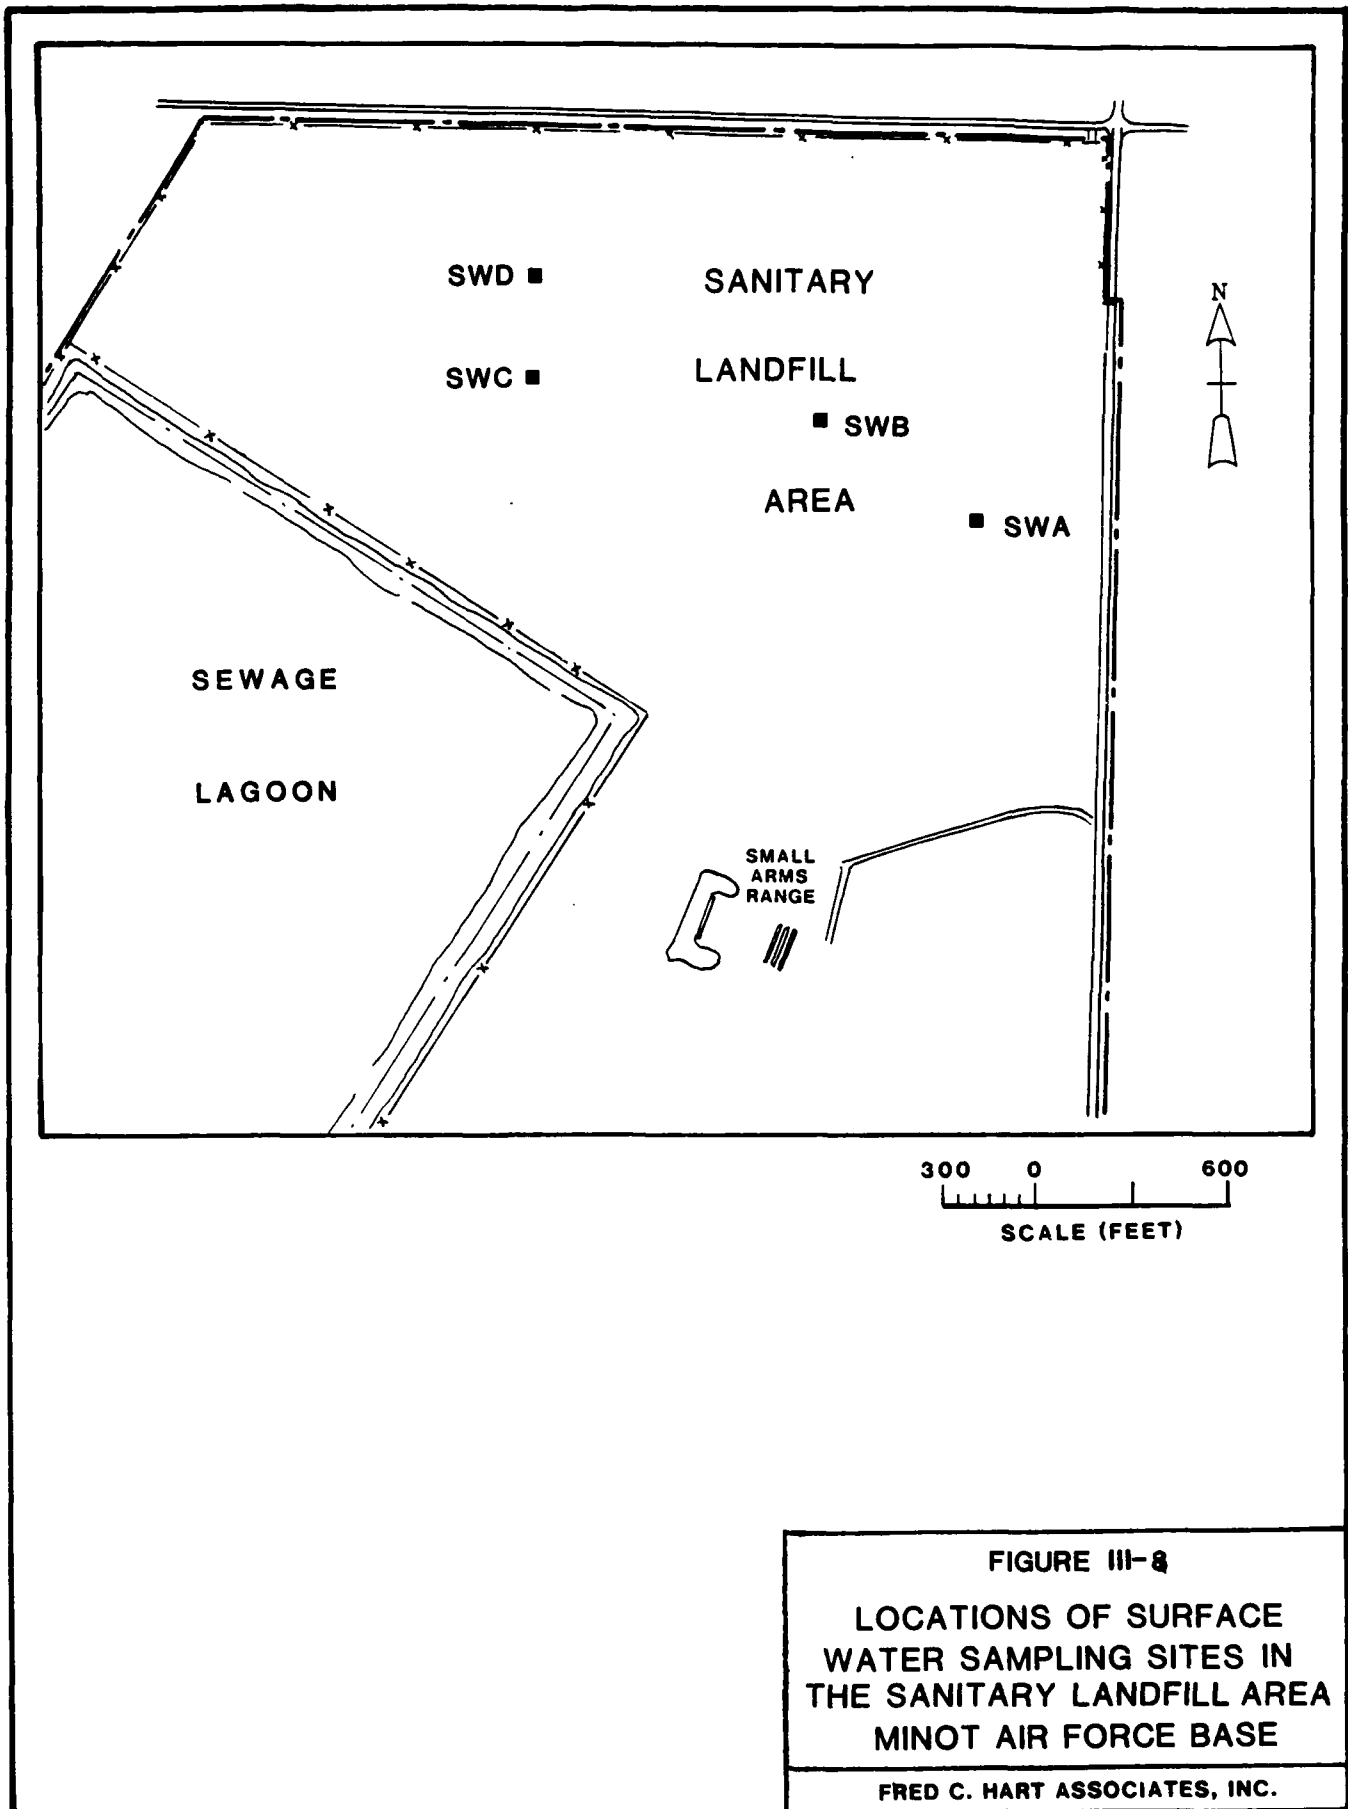 SWD
SANITARY
N
SWC
LANDFILL
SWB
AREA
SWA
SEWAGE
LAGOON
SMALL
ARMS
RANGE
300 0 600
SCALE (FEET)
FIGURE III-8
LOCATIONS OF SURFACE
WATER SAMPLING SITES IN
THE SANITARY LANDFILL AREA
MINOT AIR FORCE BASE
FRED C. HART ASSOCIATES, INC.